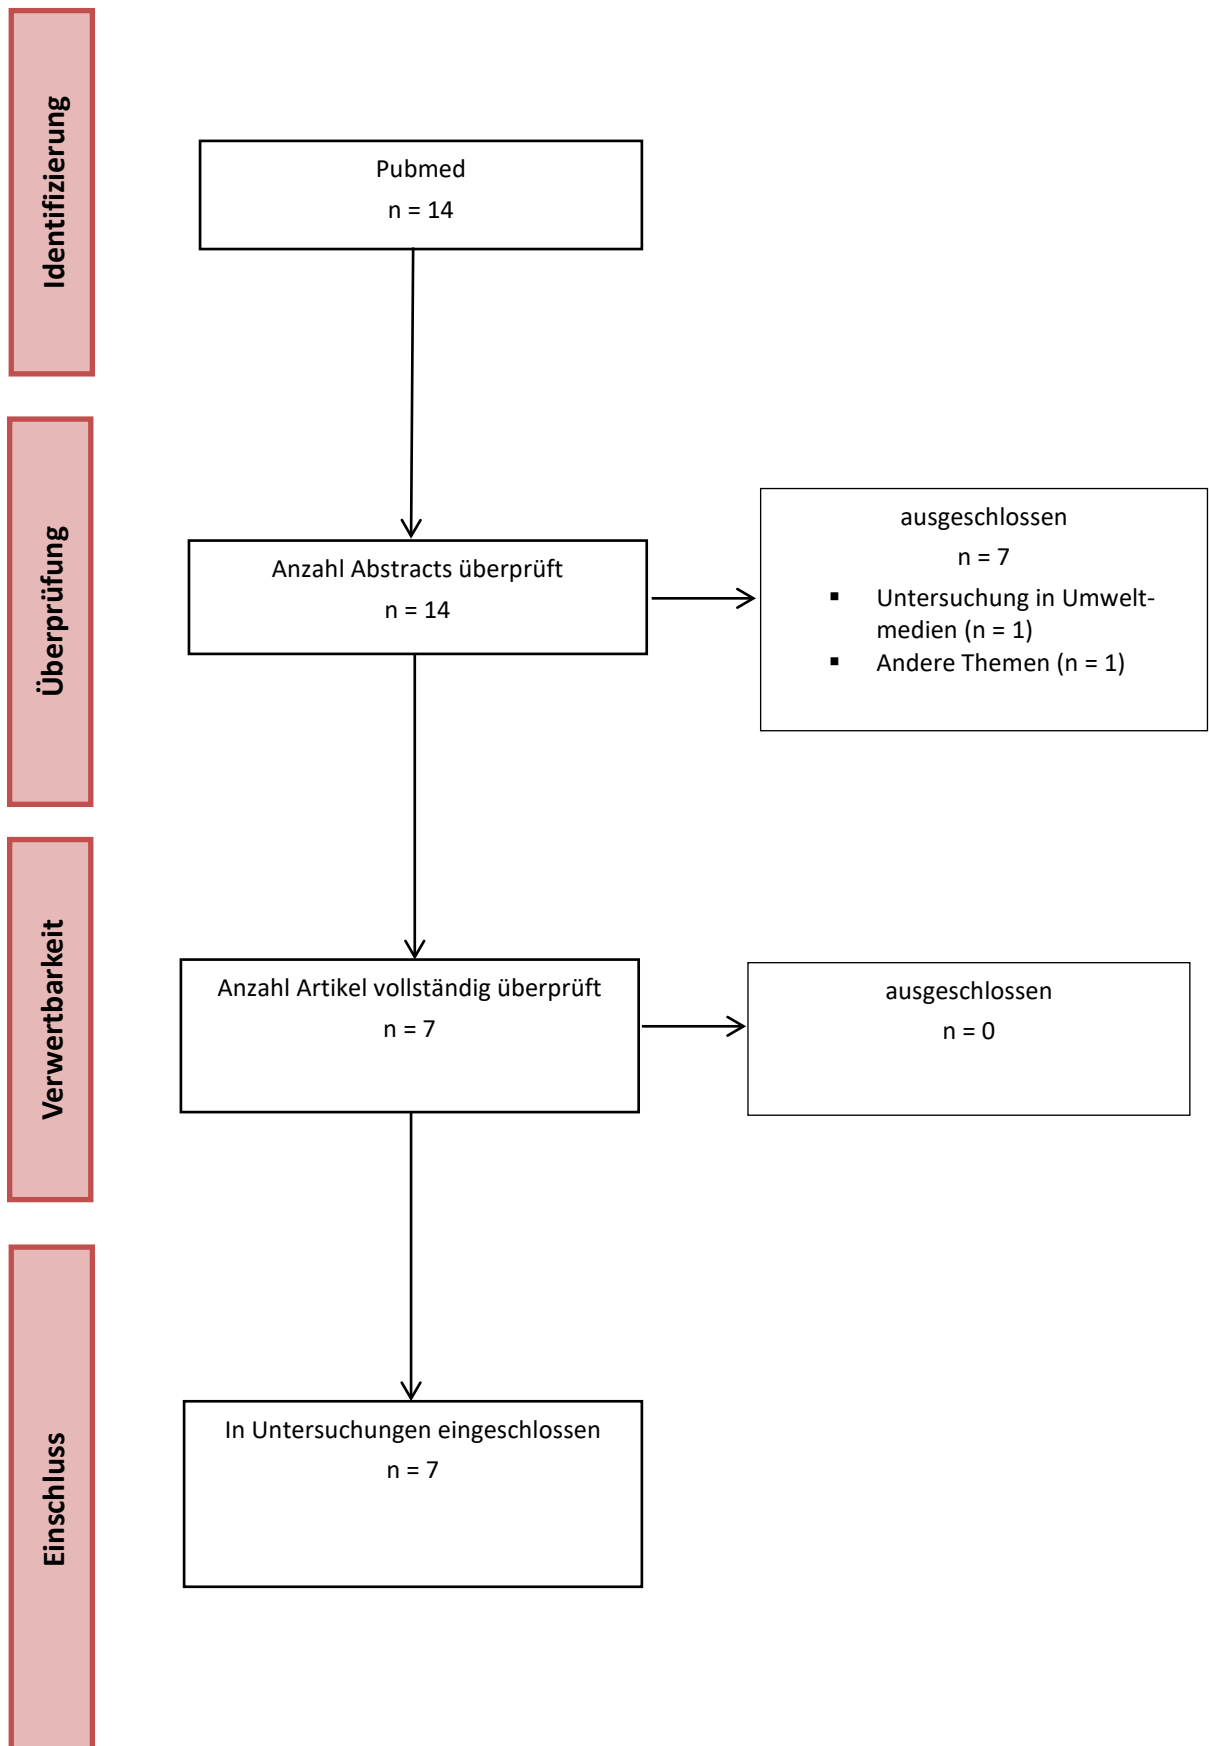 Identifizierung
Pubmed
n = 14
Überprüfung
Anzahl Abstracts überprüft
n = 14
ausgeschlossen
n = 7
▪ Untersuchung in Umwelt-
medien (n = 1)
▪ Andere Themen (n = 1)
Verwertbarkeit
Anzahl Artikel vollständig überprüft
n = 7
ausgeschlossen
n = 0
Einschluss
In Untersuchungen eingeschlossen
n = 7